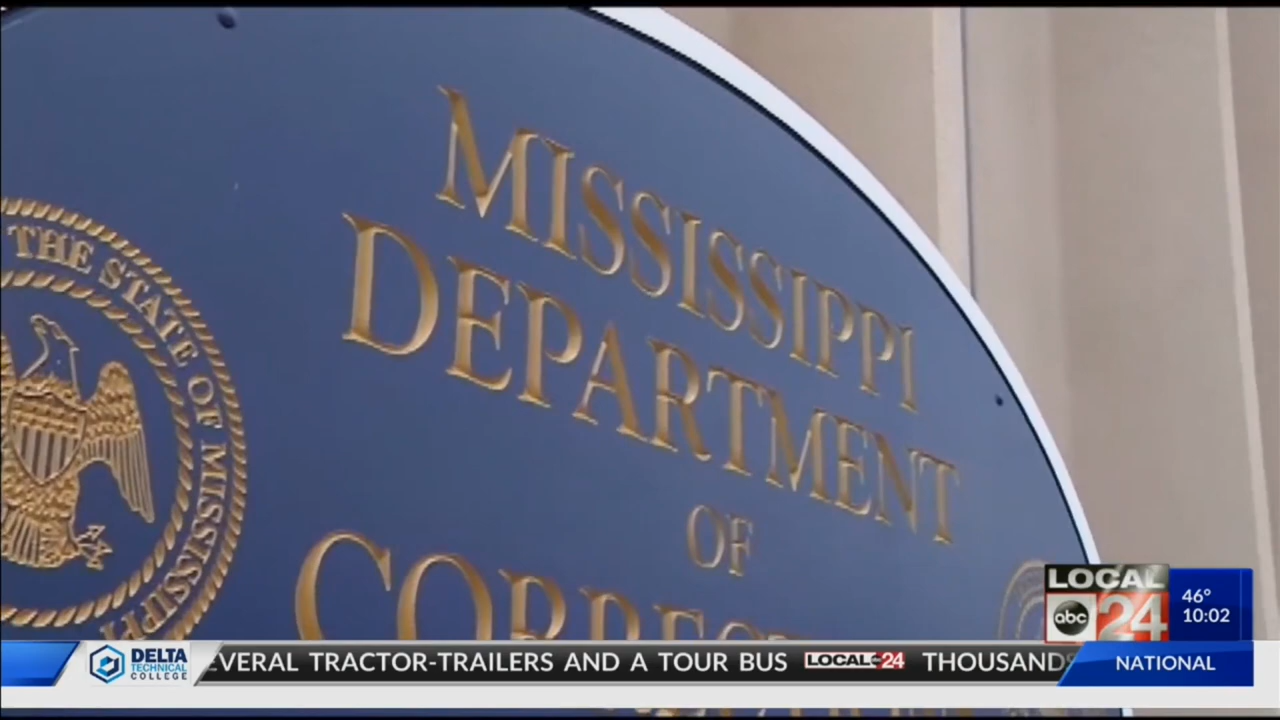 MISSISSIPPI
DEPARTMENT
OF
THE STATE OF MISSISSIPPI
LOCAL
abc 24
46°
10:02
DELTA
TECHNICAL
COLLEGE
EVERAL TRACTOR-TRAILERS AND A TOUR BUS LOCAL 24 THOUSANDS
NATIONAL